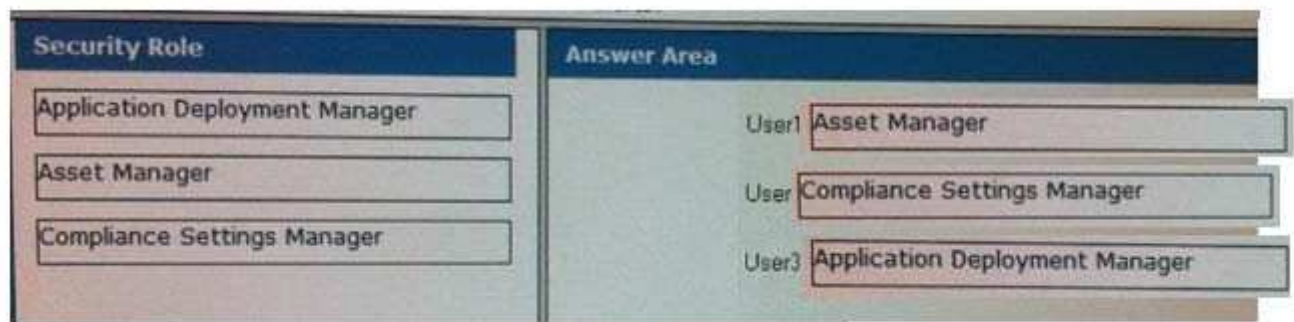 Security Role
Application Deployment Manager
Asset Manager
Compliance Settings Manager
Answer Area
User1 Asset Manager
User Compliance Settings Manager
User3 Application Deployment Manager